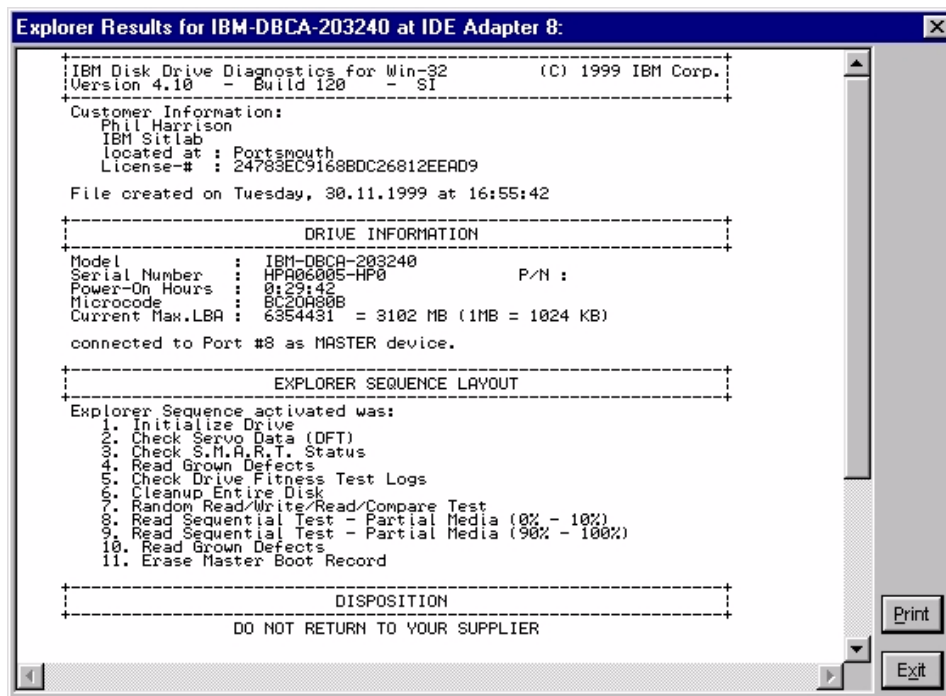 Explorer Results for IBM-DBCA-203240 at IDE Adapter 8:
IBM Disk Drive Diagnostics for Win-32 (C) 1999 IBM Corp.
Version 4.10 - Build 120 - SI
Customer Information:
Phil Harrison
IBM Sitlab
located at : Portsmouth
License-# : 24783EC9168BDC26812EEAD9
File created on Tuesday, 30.11.1999 at 16:55:42
DRIVE INFORMATION
Model : IBM-DBCA-203240
Serial Number : HPA06005-HP0 P/N :
Power-On Hours : 0:29:42
Microcode : BC2OA80B
Current Max.LBA : 6354431 = 3102 MB (1MB = 1024 KB)
connected to Port #8 as MASTER device.
EXPLORER SEQUENCE LAYOUT
Explorer Sequence activated was:
1. Initialize Drive
2. Check Servo Data (DFT)
3. Check S.M.A.R.T. Status
4. Read Grown Defects
5. Check Drive Fitness Test Logs
6. Cleanup Entire Disk
7. Random Read/Write/Read/Compare Test
8. Read Sequential Test - Partial Media (0% - 10%)
9. Read Sequential Test - Partial Media (90% - 100%)
10. Read Grown Defects
11. Erase Master Boot Record
DISPOSITION
DO NOT RETURN TO YOUR SUPPLIER
Print
Exit